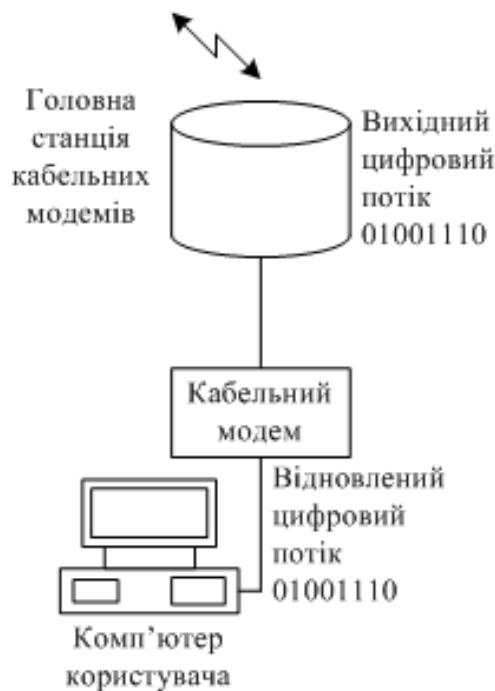 Головна
станція
кабельних
модемів
Вихідний
цифровий
потік
01001110
Кабельний
модем
Відновлений
цифровий
потік
01001110
Комп’ютер
користувача